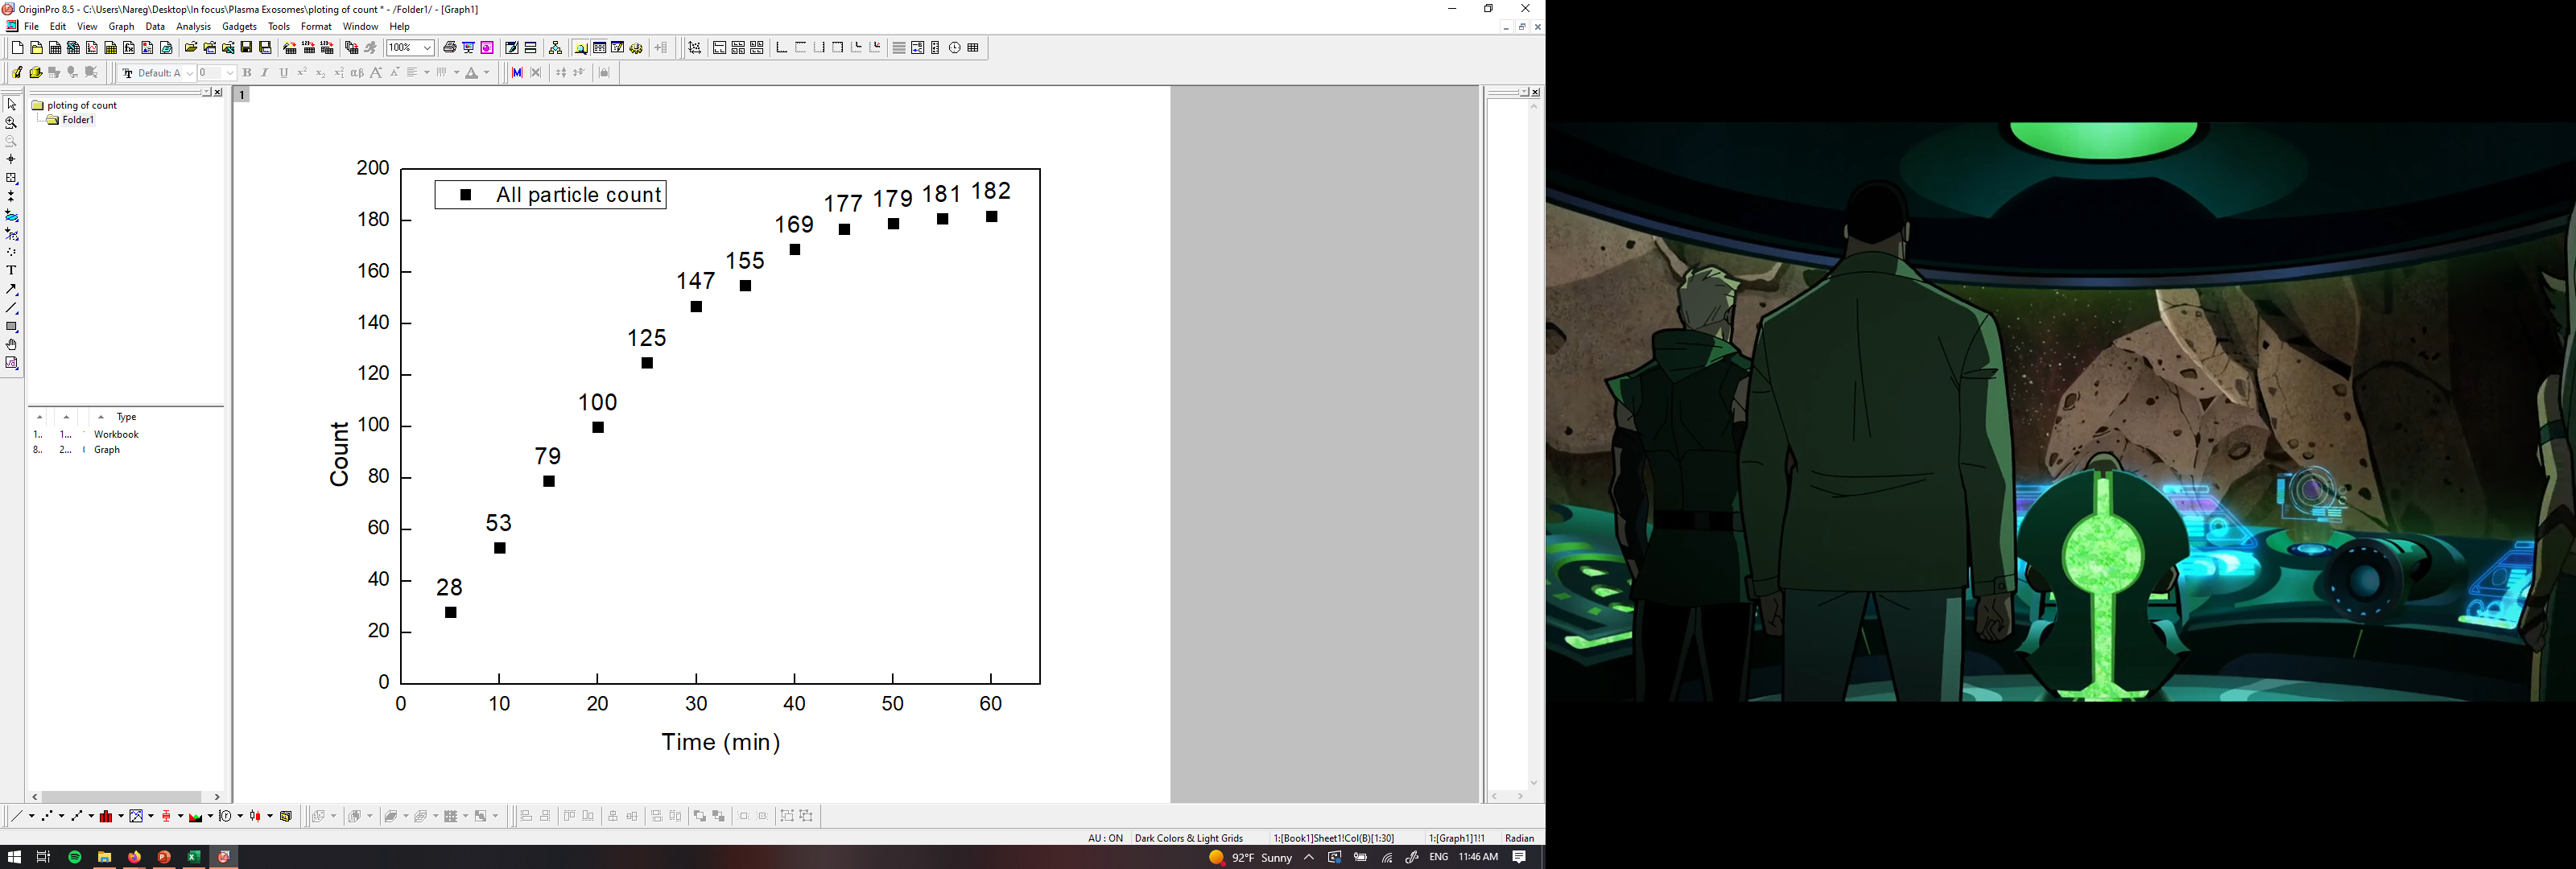 OriginPro 8.5 - C:\Users\Nareg\Desktop\In focus\Plasma Exosomes\ploting of count * - /Folder1/ - [Graph1]
File Edit View Graph Data Analysis Gadgets Tools Format Window Help
100%
Default: A 0 B I U
ploting of count
Folder1
Type
1.. 1... Workbook
8.. 2... Graph
1
200
180
160
140
120
100
80
60
40
20
0
Count
All particle count
28
53
79
100
125
147
155
169
177
179
181
182
0 10 20 30 40 50 60
Time (min)
AU : ON Dark Colors & Light Grids 1:[Book1]Sheet1!Col(B)[1:30] 1:[Graph1]1!1 Radian
92°F Sunny ENG 11:46 AM